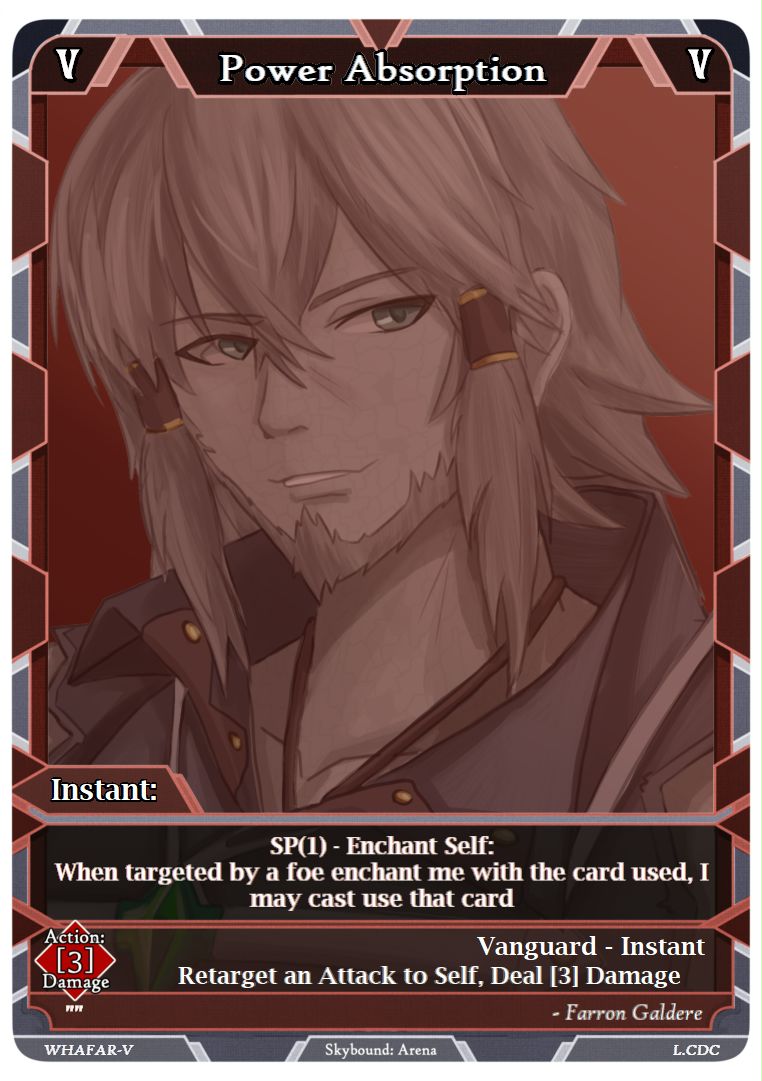 V Power Absorption V
Instant:
SP(1) - Enchant Self:
When targeted by a foe enchant me with the card used, I
may cast use that card
Action:
[3]
Damage
Vanguard - Instant
Retarget an Attack to Self, Deal [3] Damage
""
- Farron Galdere
WHAFAR-V Skybound: Arena L.CDC